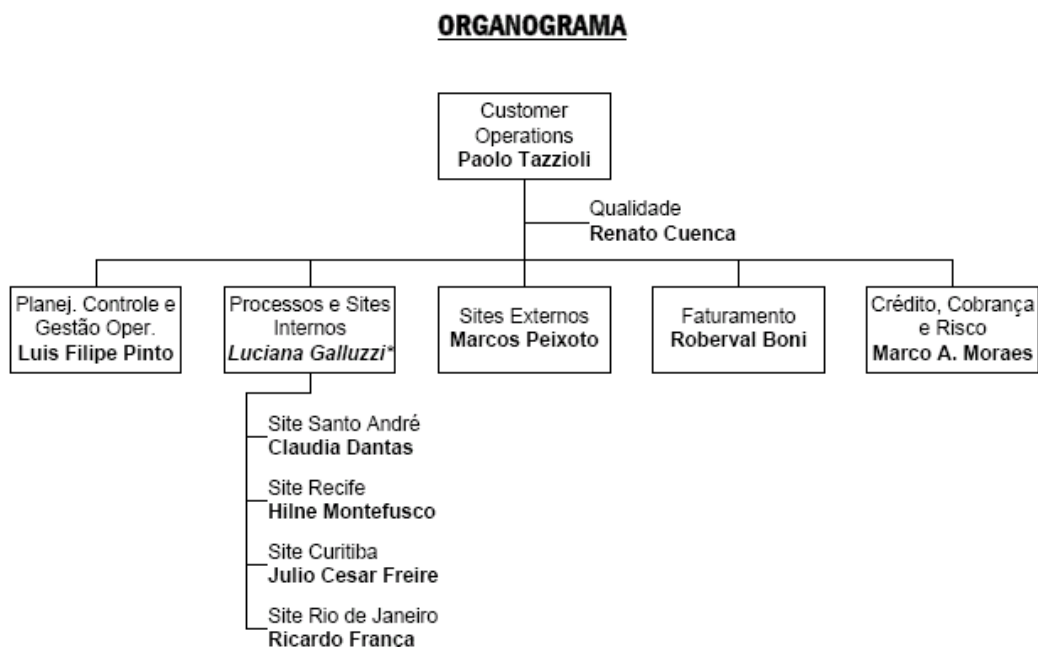 ORGANOGRAMA
Customer
Operations
Paolo Tazzioli
Qualidade
Renato Cuenca
Planej. Controle e
Gestão Oper.
Luis Filipe Pinto
Processos e Sites
Internos
Luciana Galluzzi*
Sites Externos
Marcos Peixoto
Faturamento
Roberval Boni
Crédito, Cobrança
e Risco
Marco A. Moraes
Site Santo André
Claudia Dantas
Site Recife
Hilne Montefusco
Site Curitiba
Julio Cesar Freire
Site Rio de Janeiro
Ricardo França